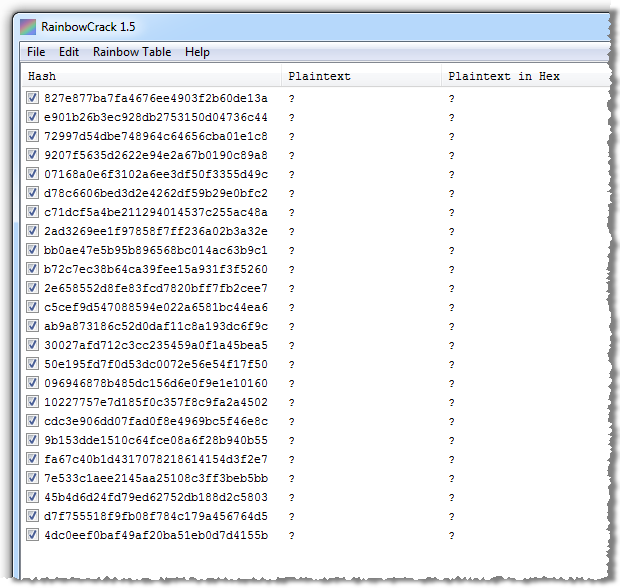 RainbowCrack 1.5
File Edit Rainbow Table Help
Hash Plaintext Plaintext in Hex
827e877ba7fa4676ee4903f2b60de13a ? ?
e901b26b3ec928db2753150d04736c44 ? ?
72997d54dbe748964c64656cba01e1c8 ? ?
9207f5635d2622e94e2a67b0190c89a8 ? ?
07168a0e6f3102a6ee3df50f3355d49c ? ?
d78c6606bed3d2e4262df59b29e0bfc2 ? ?
c71dcf5a4be211294014537c255ac48a ? ?
2ad3269ee1f97858f7ff236a02b3a32e ? ?
bb0ae47e5b95b896568bc014ac63b9c1 ? ?
b72c7ec38b64ca39fee15a931f3f5260 ? ?
2e658552d8fe83fcd7820bff7fb2cee7 ? ?
c5cef9d547088594e022a6581bc44ea6 ? ?
ab9a873186c52d0daf11c8a193dc6f9c ? ?
30027afd712c3cc235459a0f1a45bea5 ? ?
50e195fd7f0d53dc0072e56e54f17f50 ? ?
096946878b485dc156d6e0f9e1e10160 ? ?
10227757e7d185f0c357f8c9fa2a4502 ? ?
cdc3e906dd07fad0f8e4969bc5f46e8c ? ?
9b153dde1510c64fce08a6f28b940b55 ? ?
fa67c40b1d4317078218614154d3f2e7 ? ?
7e533c1aee2145aa25108c3ff3beb5bb ? ?
45b4d6d24fd79ed62752db188d2c5803 ? ?
d7f755518f9fb08f784c179a456764d5 ? ?
4dc0eef0baf49af20ba51eb0d7d4155b ? ?